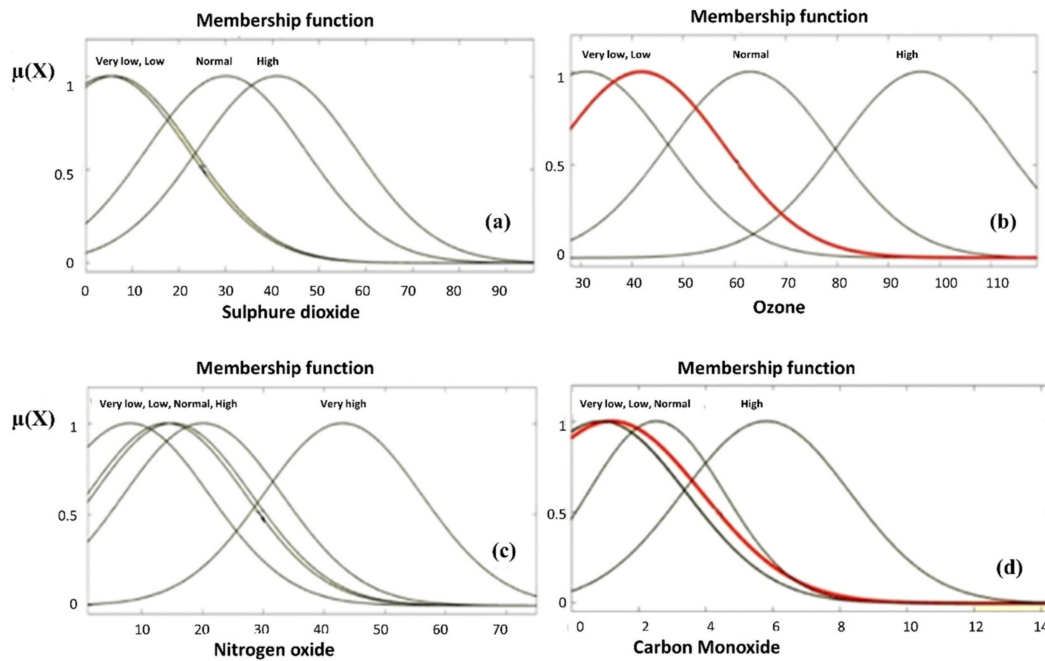 Membership function
µ(X)
Very low, Low Normal High
1
0.5
0
(a)
0 10 20 30 40 50 60 70 80 90
Sulphure dioxide
Membership function
Very low, Low Normal High
1
0.5
0
(b)
30 40 50 60 70 80 90 100 110
Ozone
Membership function
µ(X)
Very low, Low, Normal, High Very high
1
0.5
0
(c)
10 20 30 40 50 60 70
Nitrogen oxide
Membership function
Very low, Low, Normal High
1
0.5
0
(d)
0 2 4 6 8 10 12 14
Carbon Monoxide